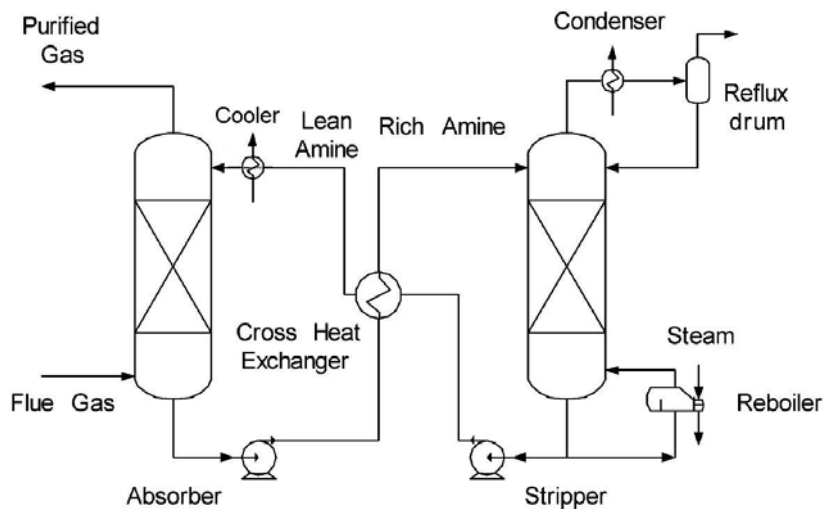 Purified
Gas
Condenser
Reflux
drum
Cooler
Lean
Amine
Rich Amine
Cross Heat
Exchanger
Flue Gas
Steam
Reboiler
Absorber
Stripper